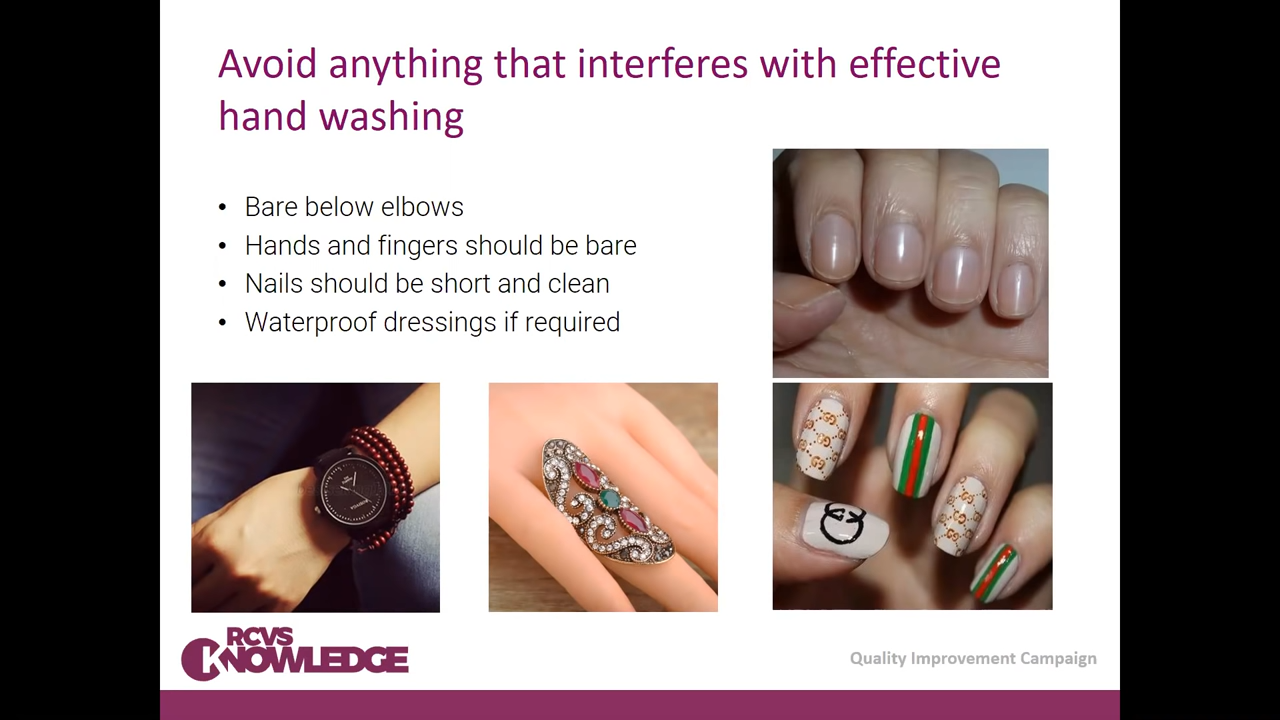 Avoid anything that interferes with effective
hand washing
• Bare below elbows
• Hands and fingers should be bare
• Nails should be short and clean
• Waterproof dressings if required
RCVS
KNOWLEDGE
Quality Improvement Campaign